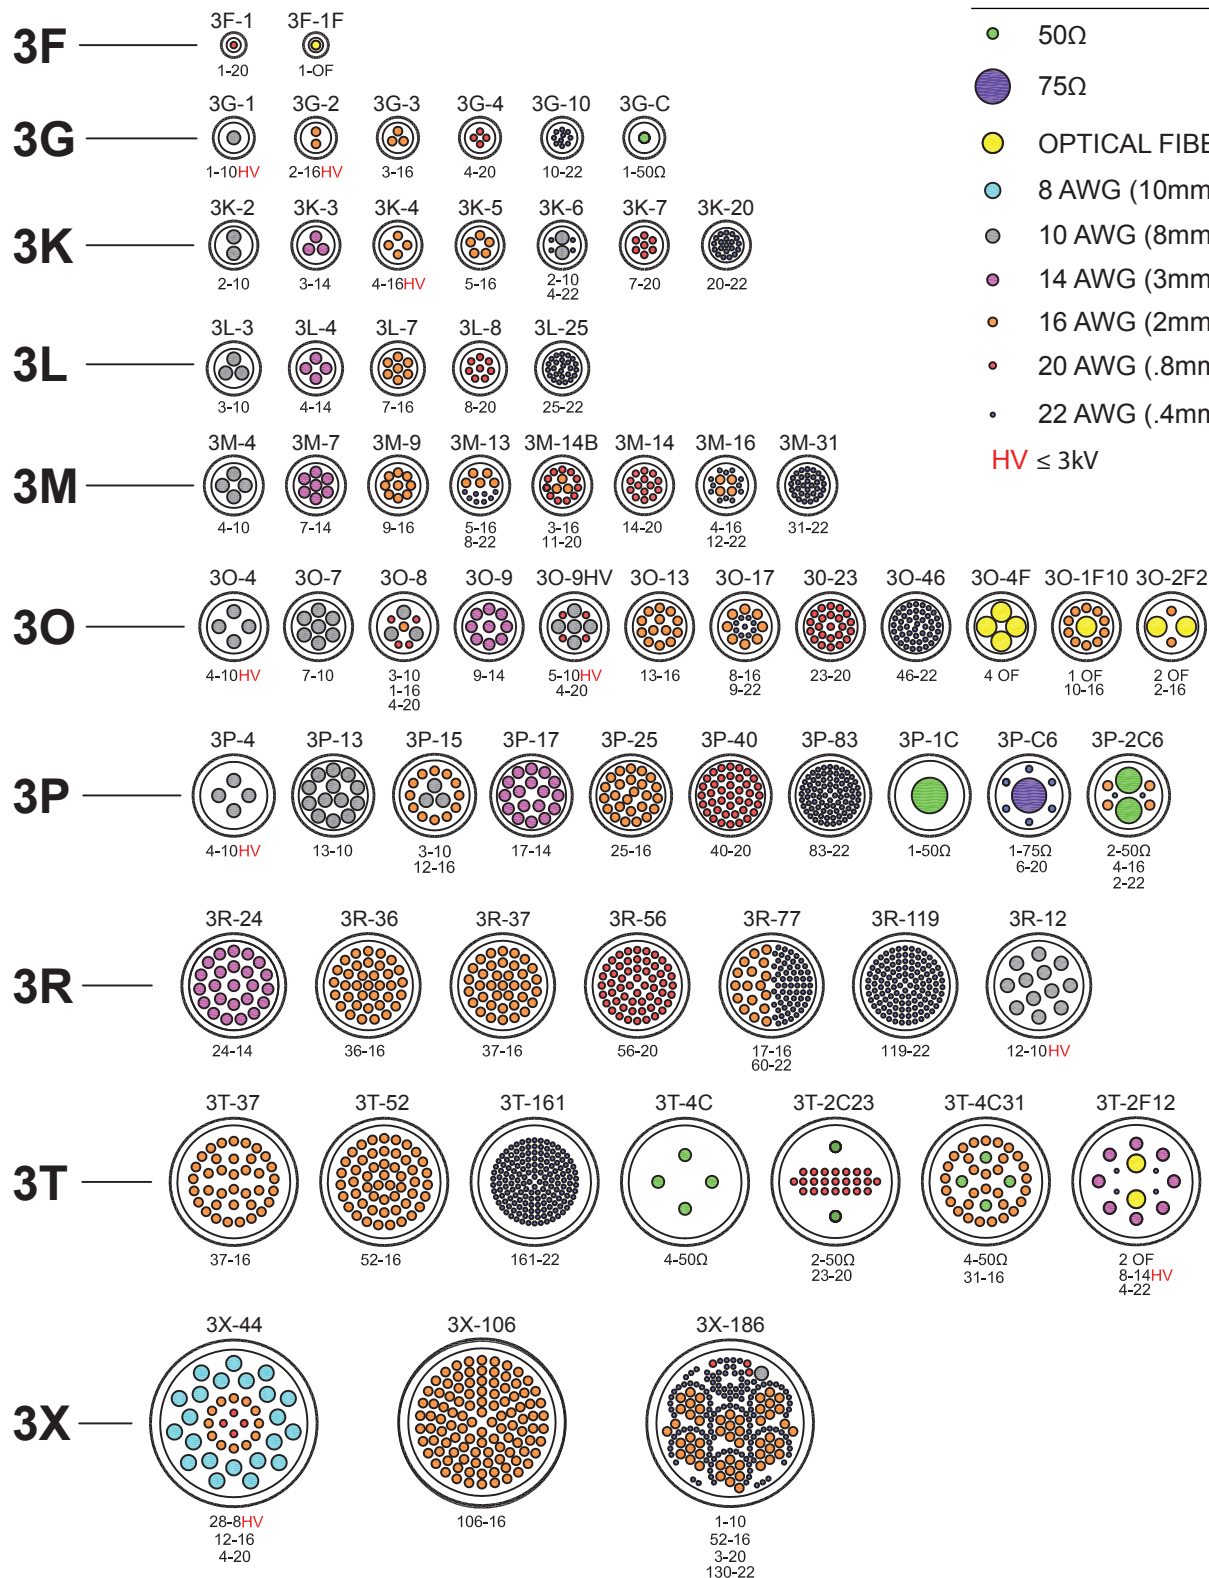 3F
3F-1 3F-1F
1-20 1-OF
50Ω
75Ω
OPTICAL FIBE
8 AWG (10mm
10 AWG (8mm
14 AWG (3mm
16 AWG (2mm
20 AWG (.8mm
22 AWG (.4mm
HV ≤ 3kV
3G
3G-1 3G-2 3G-3 3G-4 3G-10 3G-C
1-10HV 2-16HV 3-16 4-20 10-22 1-50Ω
3K
3K-2 3K-3 3K-4 3K-5 3K-6 3K-7 3K-20
2-10 3-14 4-16HV 5-16 2-10 7-20 20-22
4-22
3L
3L-3 3L-4 3L-7 3L-8 3L-25
3-10 4-14 7-16 8-20 25-22
3M
3M-4 3M-7 3M-9 3M-13 3M-14B 3M-14 3M-16 3M-31
4-10 7-14 9-16 5-16 3-16 14-20 4-16 31-22
8-22 11-20 12-22
3O
3O-4 3O-7 3O-8 3O-9 3O-9HV 3O-13 3O-17 30-23 3O-46 3O-4F 3O-1F10 3O-2F2
4-10HV 7-10 3-10 9-14 5-10HV 13-16 8-16 23-20 46-22 4 OF 1 OF 2 OF
1-16 4-20 9-22 10-16 2-16
4-20
3P
3P-4 3P-13 3P-15 3P-17 3P-25 3P-40 3P-83 3P-1C 3P-C6 3P-2C6
4-10HV 13-10 3-10 17-14 25-16 40-20 83-22 1-50Ω 1-75Ω 2-50Ω
12-16 6-20 4-16
2-22
3R
3R-24 3R-36 3R-37 3R-56 3R-77 3R-119 3R-12
24-14 36-16 37-16 56-20 17-16 119-22 12-10HV
60-22
3T
3T-37 3T-52 3T-161 3T-4C 3T-2C23 3T-4C31 3T-2F12
37-16 52-16 161-22 4-50Ω 2-50Ω 4-50Ω 2 OF
23-20 31-16 8-14HV
4-22
3X
3X-44 3X-106 3X-186
28-8HV 106-16 1-10
12-16 52-16
4-20 3-20
130-22